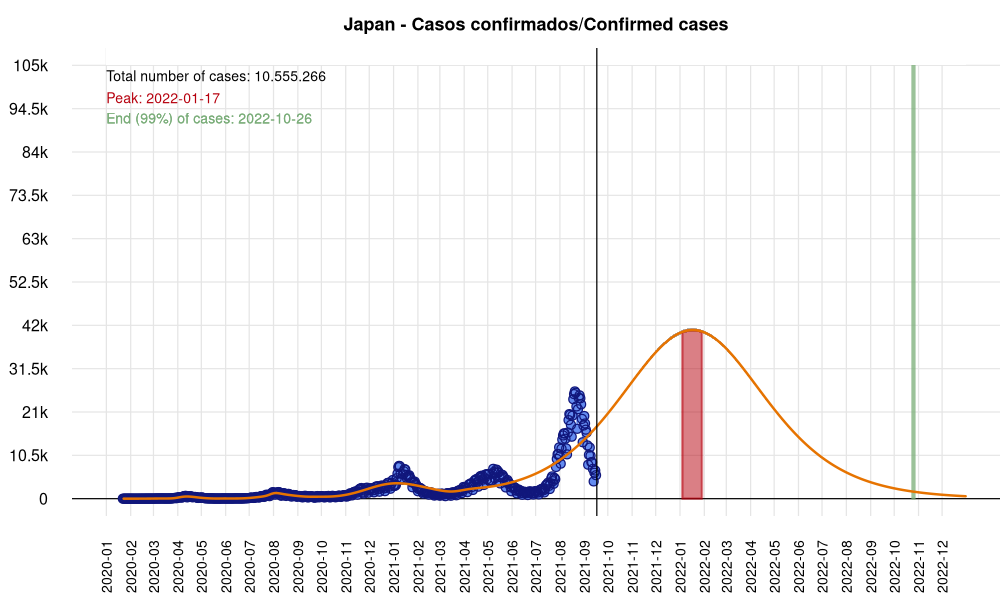 Japan - Casos confirmados/Confirmed cases
105k
94.5k
84k
73.5k
63k
52.5k
42k
31.5k
21k
10.5k
0
Total number of cases: 10.555.266
Peak: 2022-01-17
End (99%) of cases: 2022-10-26
2020-01
2020-02
2020-03
2020-04
2020-05
2020-06
2020-07
2020-08
2020-09
2020-10
2020-11
2020-12
2021-01
2021-02
2021-03
2021-04
2021-05
2021-06
2021-07
2021-08
2021-09
2021-10
2021-11
2021-12
2022-01
2022-02
2022-03
2022-04
2022-05
2022-06
2022-07
2022-08
2022-09
2022-10
2022-11
2022-12